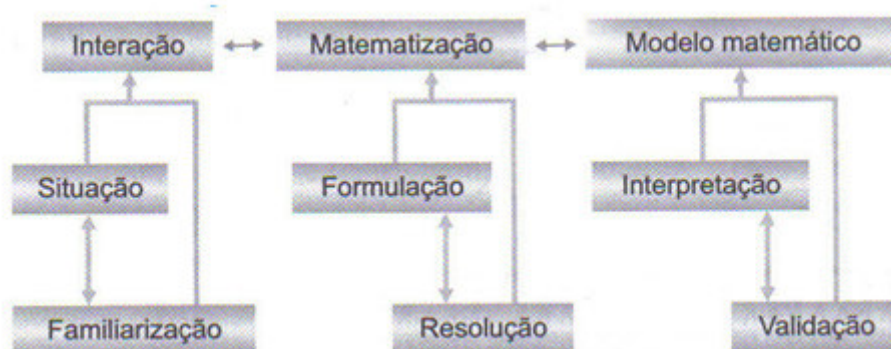 Interação
Matematização
Modelo matemático
Situação
Formulação
Interpretação
Familiarização
Resolução
Validação